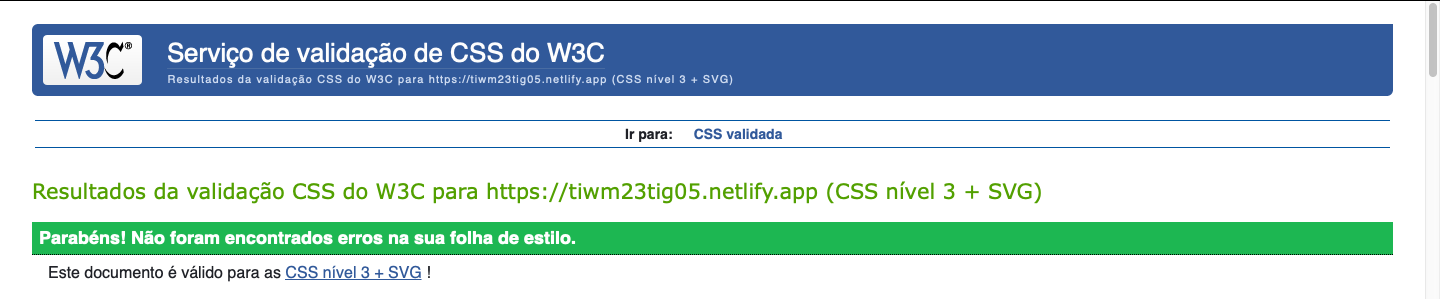 W3C®
Serviço de validação de CSS do W3C
Resultados da validação CSS do W3C para https://tiwm23tig05.netlify.app (CSS nível 3 + SVG)
Ir para: CSS validada
Resultados da validação CSS do W3C para https://tiwm23tig05.netlify.app (CSS nível 3 + SVG)
Parabéns! Não foram encontrados erros na sua folha de estilo.
Este documento é válido para as CSS nível 3 + SVG !